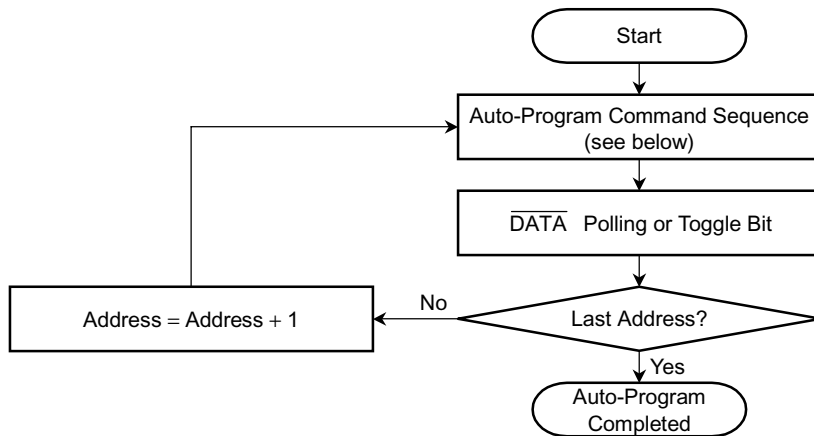 Start
Auto-Program Command Sequence
(see below)
DATA Polling or Toggle Bit
Last Address?
No
Address = Address + 1
Yes
Auto-Program
Completed